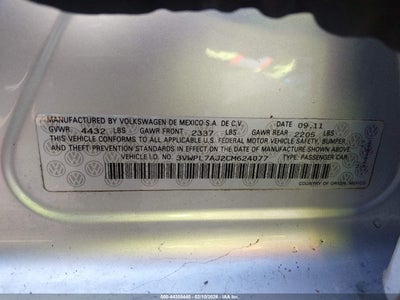 MANUFACTURED BY VOLKSWAGEN DE MEXICO S.A. DE C.V. DATE: 09.11
GVWR: 4432 LBS GAWR FRONT 2337 LBS GAWR REAR 2205 LBS
THIS VEHICLE CONFORMS TO ALL APPLICABLE U.S. FEDERAL MOTOR VEHICLE SAFETY, BUMPER,
AND THEFT PREVENTION STANDARDS IN EFFECT ON THE DATE OF MANUFACTURE SHOWN ABOVE.
VEHICLE I.D. NO.: 3VWPL7AJ2CM624077 TYPE: PASSENGER CAR
COUNTRY OF ORIGIN: MEXICO